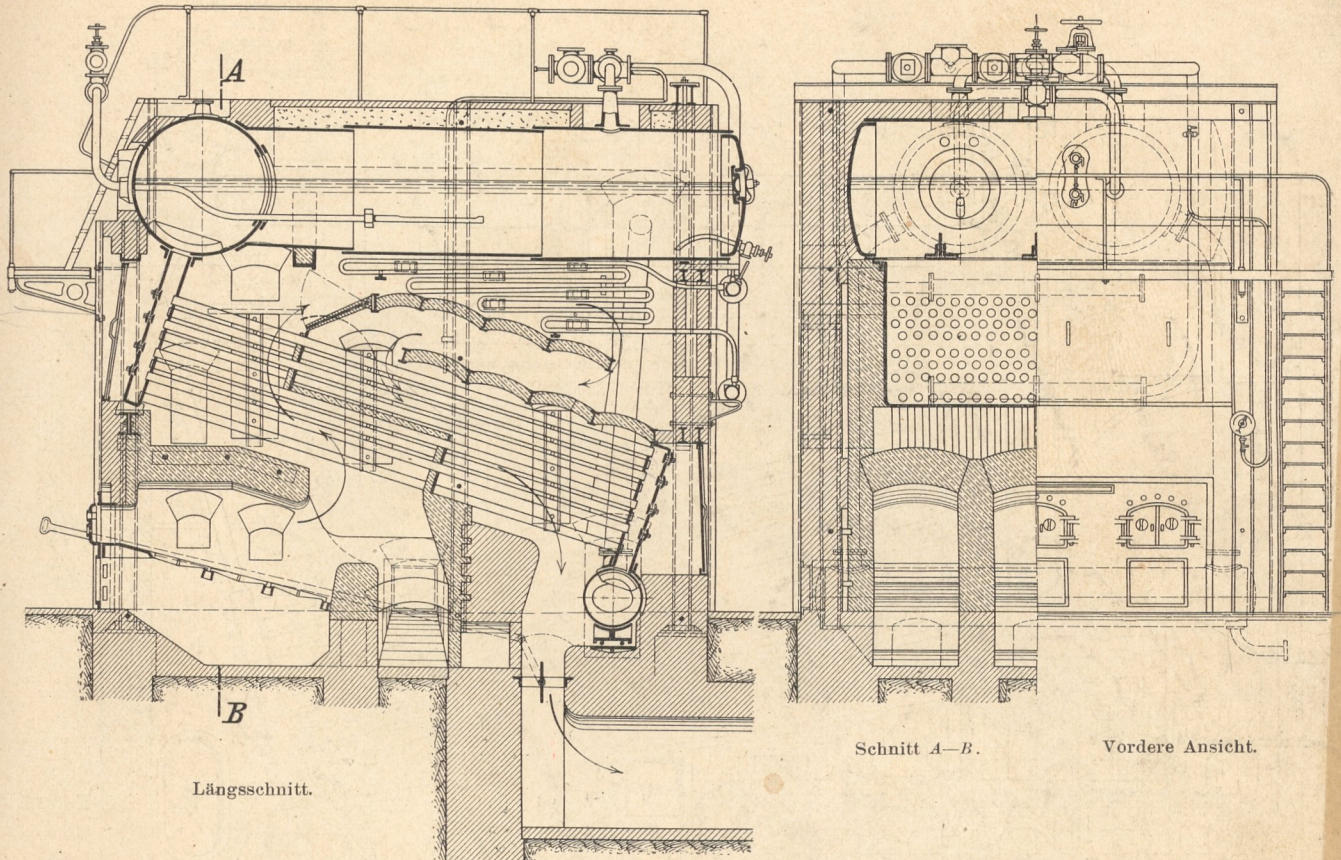 A
B
Längsschnitt.
Schnitt A—B.
Vordere Ansicht.